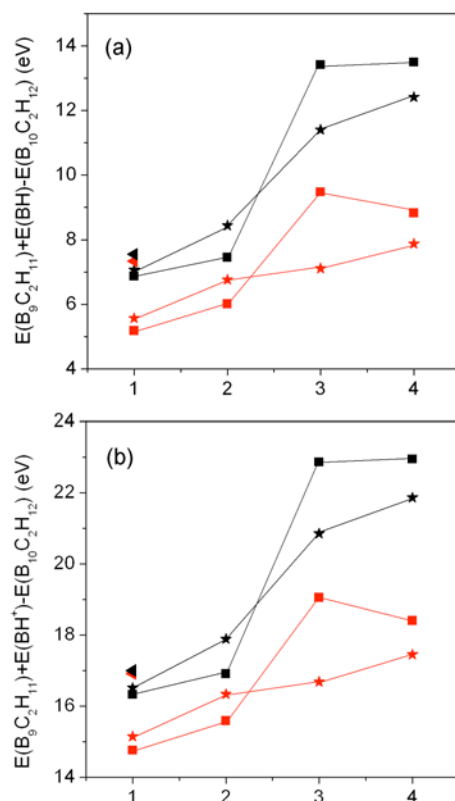 (a)
E(B₉C₂H₁₁)+E(BH)-E(B₁₀C₂H₁₂) (eV)
14
12
10
8
6
4
1 2 3 4
(b)
E(B₉C₂H₁₁)+E(BH⁺)-E(B₁₀C₂H₁₂) (eV)
24
22
20
18
16
14
1 2 3 4